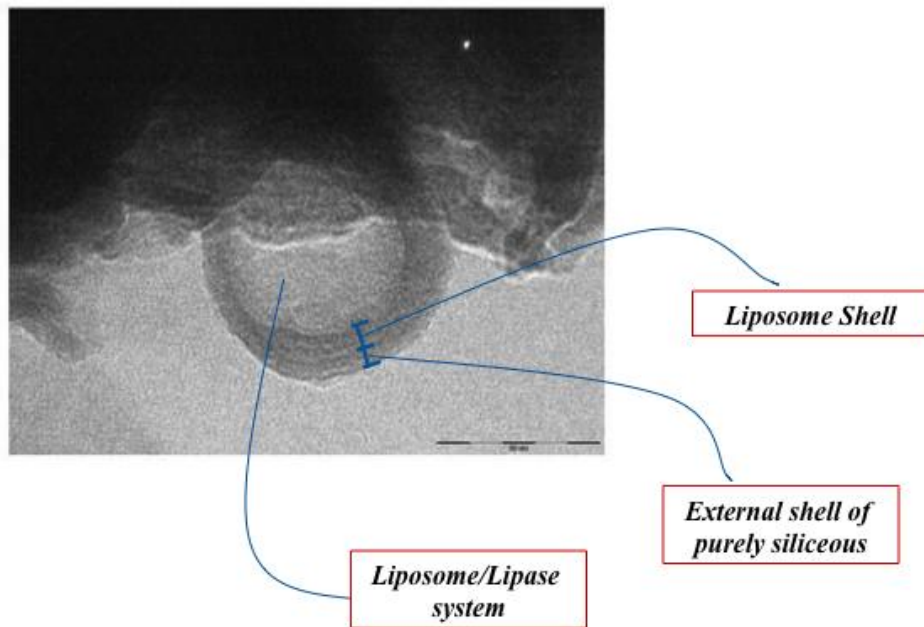 Liposome Shell
External shell of
purely siliceous
Liposome/Lipase
system